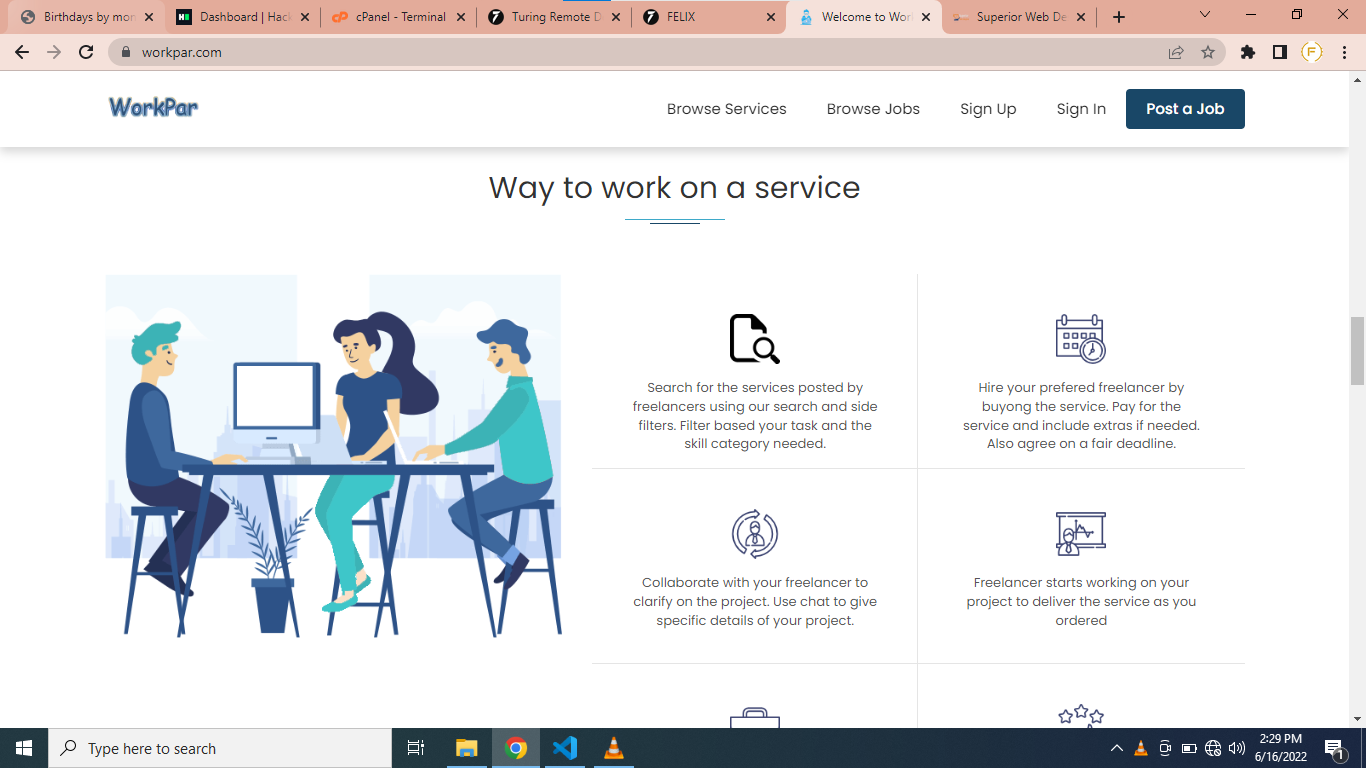 Birthdays by mon
Dashboard | Hack
cPanel - Terminal
Turing Remote D
FELIX
Welcome to Wor
Superior Web De
workpar.com
F
WorkPar
Browse Services
Browse Jobs
Sign Up
Sign In
Post a Job
Way to work on a service
Search for the services posted by
freelancers using our search and side
filters. Filter based your task and the
skill category needed.
Hire your prefered freelancer by
buyong the service. Pay for the
service and include extras if needed.
Also agree on a fair deadline.
Collaborate with your freelancer to
clarify on the project. Use chat to give
specific details of your project.
Freelancer starts working on your
project to deliver the service as you
ordered
Type here to search
2:29 PM
6/16/2022
1